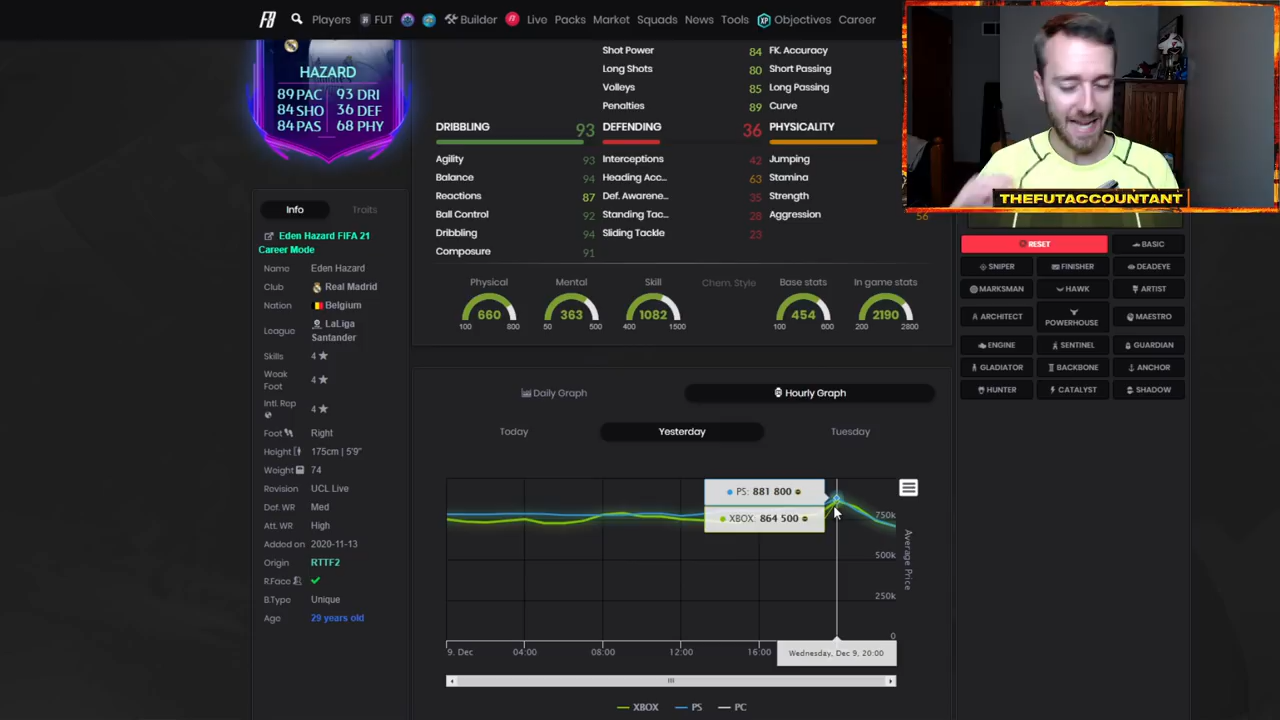 FB Players FUT Builder Live Packs Market Squads News Tools XP Objectives Career
HAZARD
89 PAC 93 DRI
84 SHO 36 DEF
84 PAS 68 PHY
Shot Power 84 FK. Accuracy
Long Shots 80 Short Passing
Volleys 85 Long Passing
Penalties 89 Curve
DRIBBLING 93 DEFENDING 36 PHYSICALITY
Agility 93 Interceptions 42 Jumping
Balance 94 Heading Acc... 63 Stamina
Reactions 87 Def. Awarene... 35 Strength
Ball Control 92 Standing Tac... 28 Aggression 56
Dribbling 94 Sliding Tackle 23
Composure 91
THEFUTACCOUNTANT
Physical Mental Skill Chem. Style Base stats In game stats
660 363 1082 454 2190
100 800 50 500 400 1500 100 600 200 2800
RESET BASIC
SNIPER FINISHER DEADEYE
MARKSMAN HAWK ARTIST
ARCHITECT POWERHOUSE MAESTRO
ENGINE SENTINEL GUARDIAN
GLADIATOR BACKBONE ANCHOR
HUNTER CATALYST SHADOW
Info Traits
Eden Hazard FIFA 21
Career Mode
Name Eden Hazard
Club Real Madrid
Nation Belgium
League LaLiga
Santander
Skills 4
Weak
Foot 4
Intl. Rep 4
Foot Right
Height 175cm | 5'9"
Weight 74
Revision UCL Live
Def. WR Med
Att. WR High
Added on 2020-11-13
Origin RTTF2
R.Face
B.Type Unique
Age 29 years old
Daily Graph Hourly Graph
Today Yesterday Tuesday
PS: 881 800
XBOX: 864 500
750k
500k
250k
0
Average Price
9. Dec 04:00 08:00 12:00 16:00
Wednesday, Dec 9, 20:00
XBOX PS PC